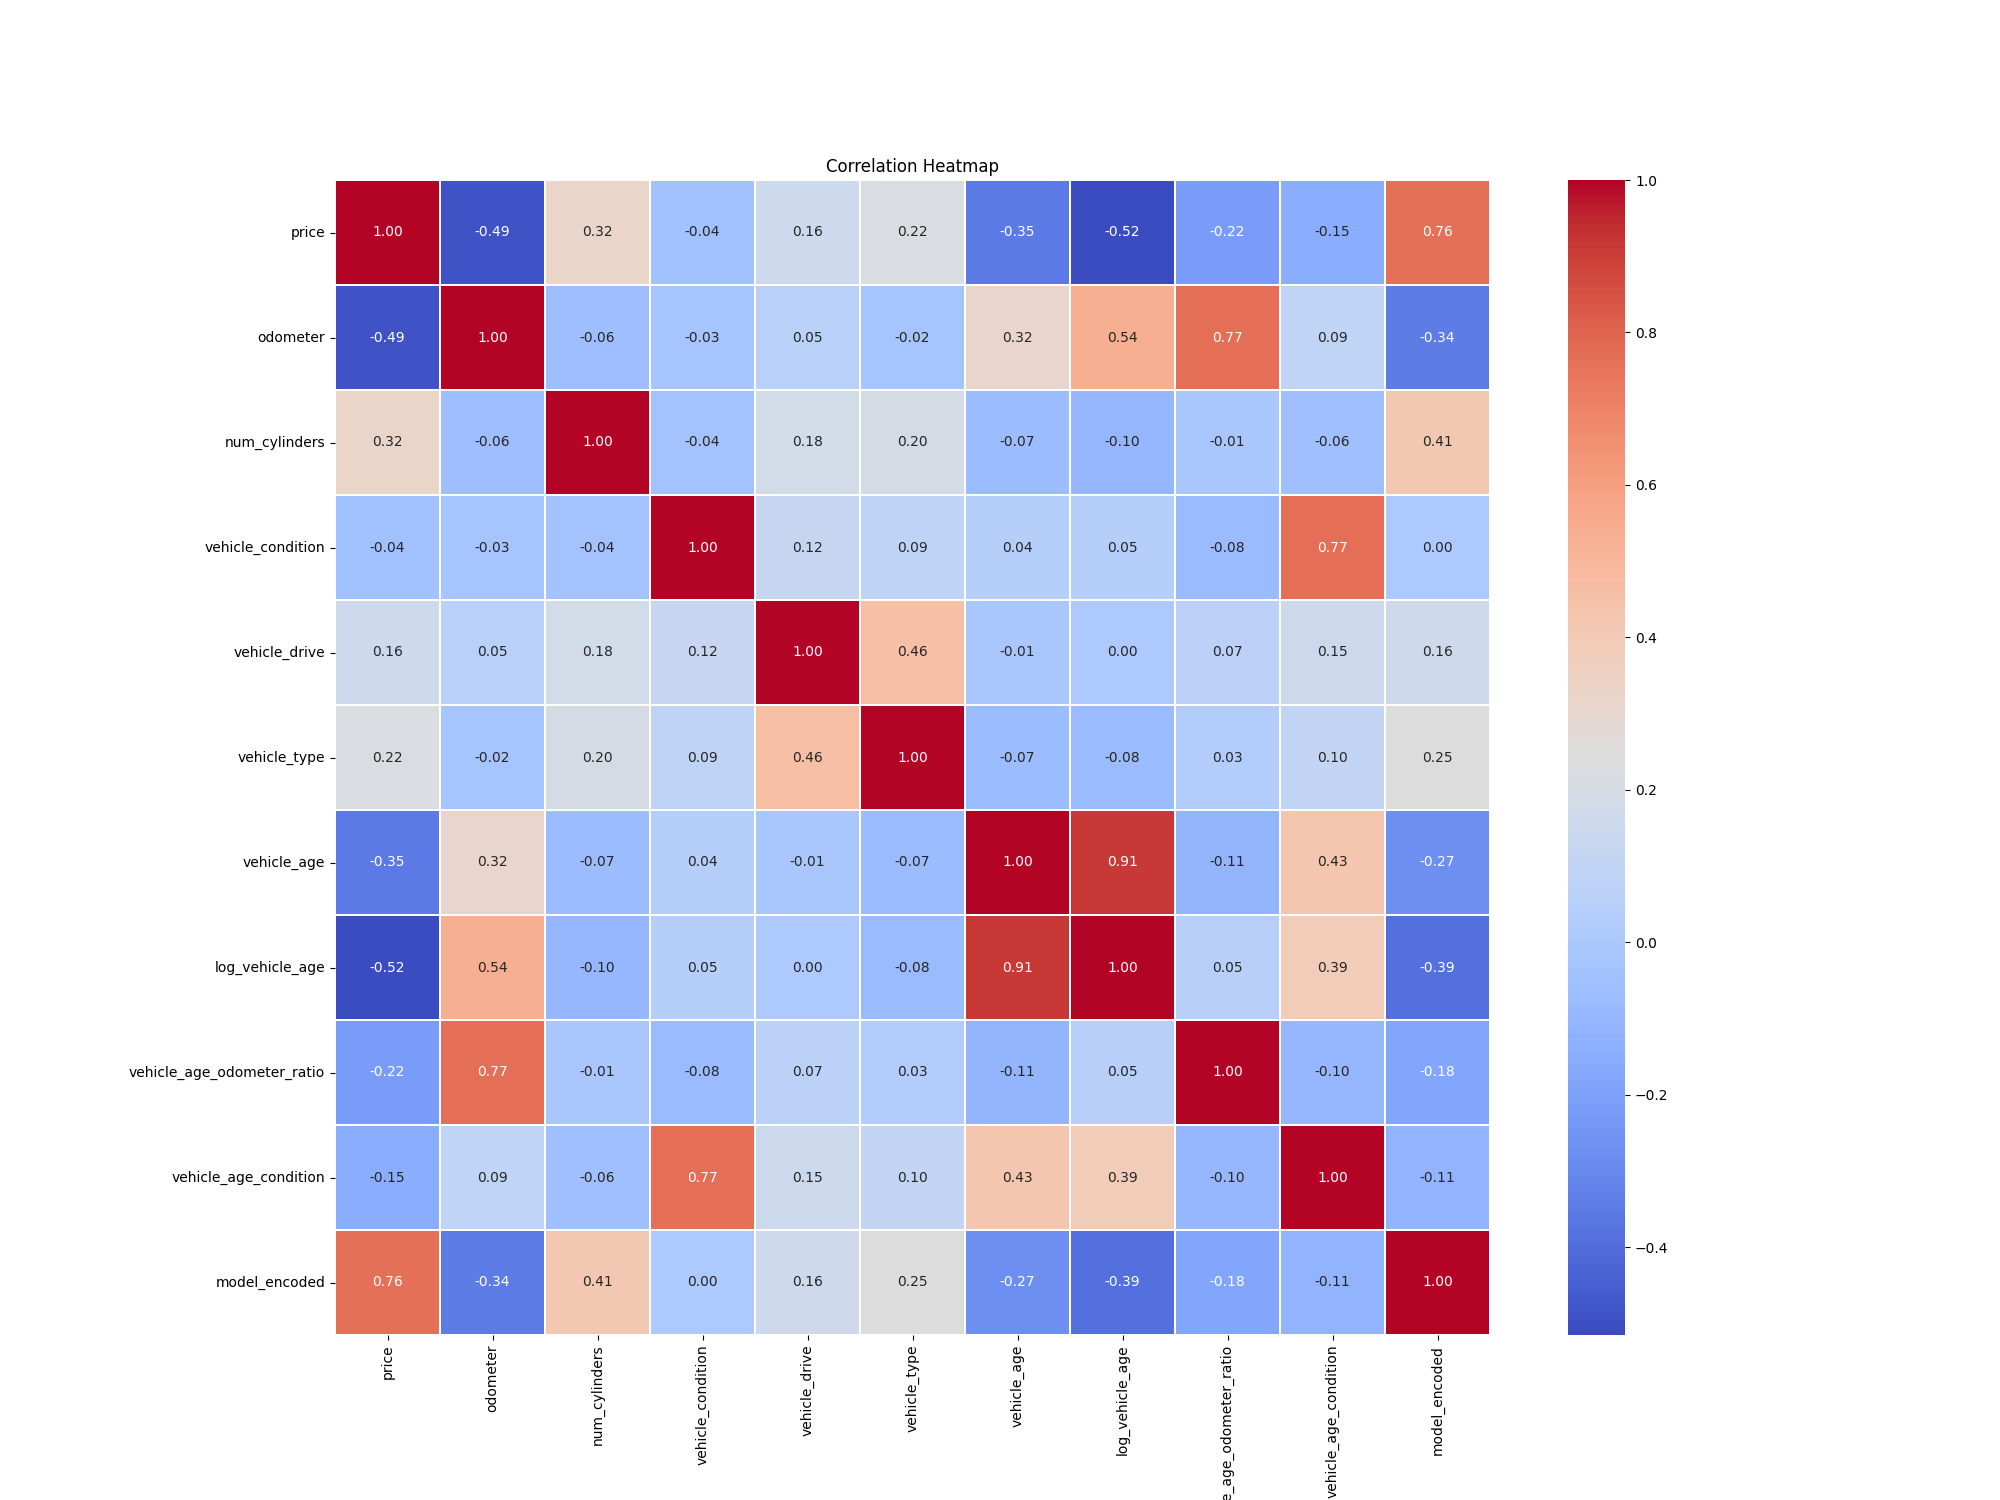 Correlation Heatmap
price 1.00 -0.49 0.32 -0.04 0.16 0.22 -0.35 -0.52 -0.22 -0.15 0.76
odometer -0.49 1.00 -0.06 -0.03 0.05 -0.02 0.32 0.54 0.77 0.09 -0.34
num_cylinders 0.32 -0.06 1.00 -0.04 0.18 0.20 -0.07 -0.10 -0.01 -0.06 0.41
vehicle_condition -0.04 -0.03 -0.04 1.00 0.12 0.09 0.04 0.05 -0.08 0.77 0.00
vehicle_drive 0.16 0.05 0.18 0.12 1.00 0.46 -0.01 0.00 0.07 0.15 0.16
vehicle_type 0.22 -0.02 0.20 0.09 0.46 1.00 -0.07 -0.08 0.03 0.10 0.25
vehicle_age -0.35 0.32 -0.07 0.04 -0.01 -0.07 1.00 0.91 -0.11 0.43 -0.27
log_vehicle_age -0.52 0.54 -0.10 0.05 0.00 -0.08 0.91 1.00 0.05 0.39 -0.39
vehicle_age_odometer_ratio -0.22 0.77 -0.01 -0.08 0.07 0.03 -0.11 0.05 1.00 -0.10 -0.18
vehicle_age_condition -0.15 0.09 -0.06 0.77 0.15 0.10 0.43 0.39 -0.10 1.00 -0.11
model_encoded 0.76 -0.34 0.41 0.00 0.16 0.25 -0.27 -0.39 -0.18 -0.11 1.00
price
odometer
num_cylinders
vehicle_condition
vehicle_drive
vehicle_type
vehicle_age
log_vehicle_age
e_age_odometer_ratio
vehicle_age_condition
model_encoded
1.0
0.8
0.6
0.4
0.2
0.0
−0.2
−0.4